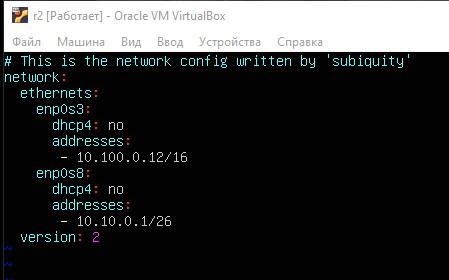 r2 [Работает] - Oracle VM VirtualBox
Файл Машина Вид Ввод Устройства Справка
# This is the network config written by 'subiquity'
network:
  ethernets:
    enp0s3:
      dhcp4: no
      addresses:
       - 10.100.0.12/16
    enp0s8:
      dhcp4: no
      addresses:
       - 10.10.0.1/26
  version: 2
~
~